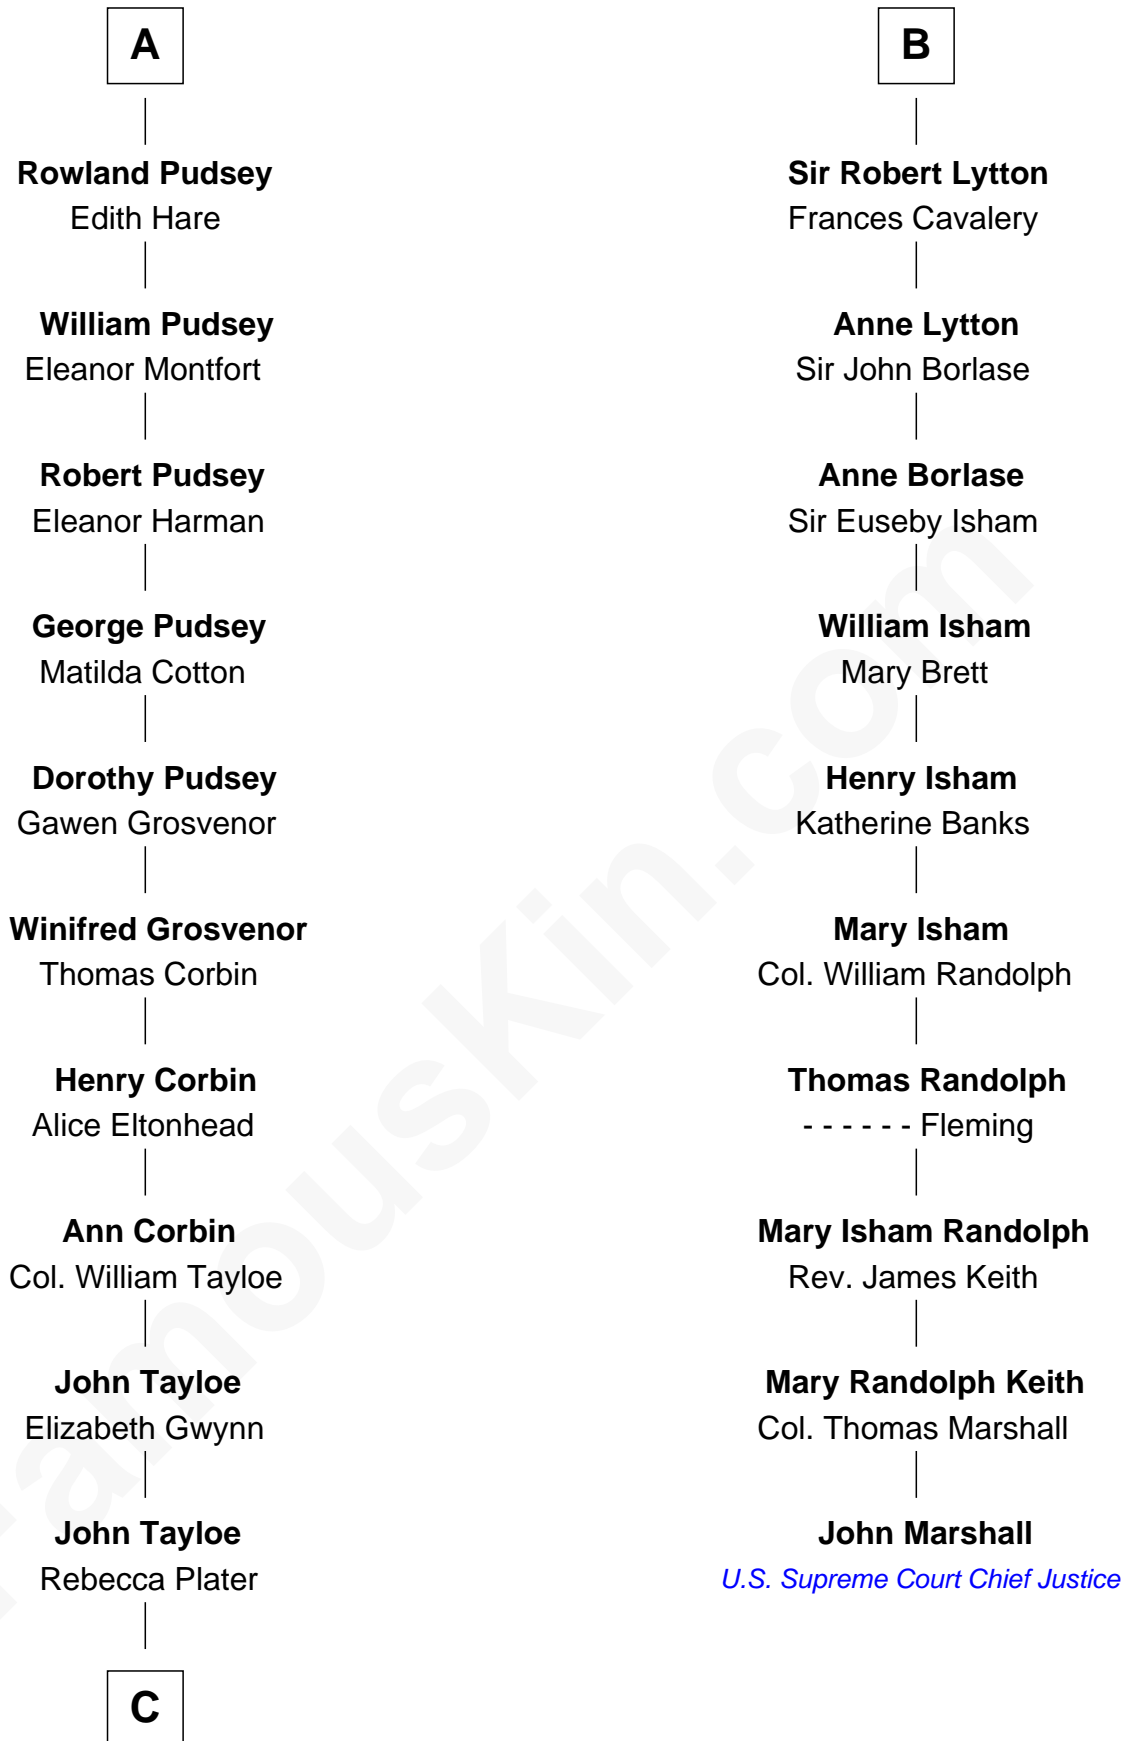 A
Rowland Pudsey
Edith Hare
William Pudsey
Eleanor Montfort
Robert Pudsey
Eleanor Harman
George Pudsey
Matilda Cotton
Dorothy Pudsey
Gawen Grosvenor
Winifred Grosvenor
Thomas Corbin
Henry Corbin
Alice Eltonhead
Ann Corbin
Col. William Tayloe
John Tayloe
Elizabeth Gwynn
John Tayloe
Rebecca Plater
C
B
Sir Robert Lytton
Frances Cavalery
Anne Lytton
Sir John Borlase
Anne Borlase
Sir Euseby Isham
William Isham
Mary Brett
Henry Isham
Katherine Banks
Mary Isham
Col. William Randolph
Thomas Randolph
- - - - - - Fleming
Mary Isham Randolph
Rev. James Keith
Mary Randolph Keith
Col. Thomas Marshall
John Marshall
U.S. Supreme Court Chief Justice
FamousKin.com